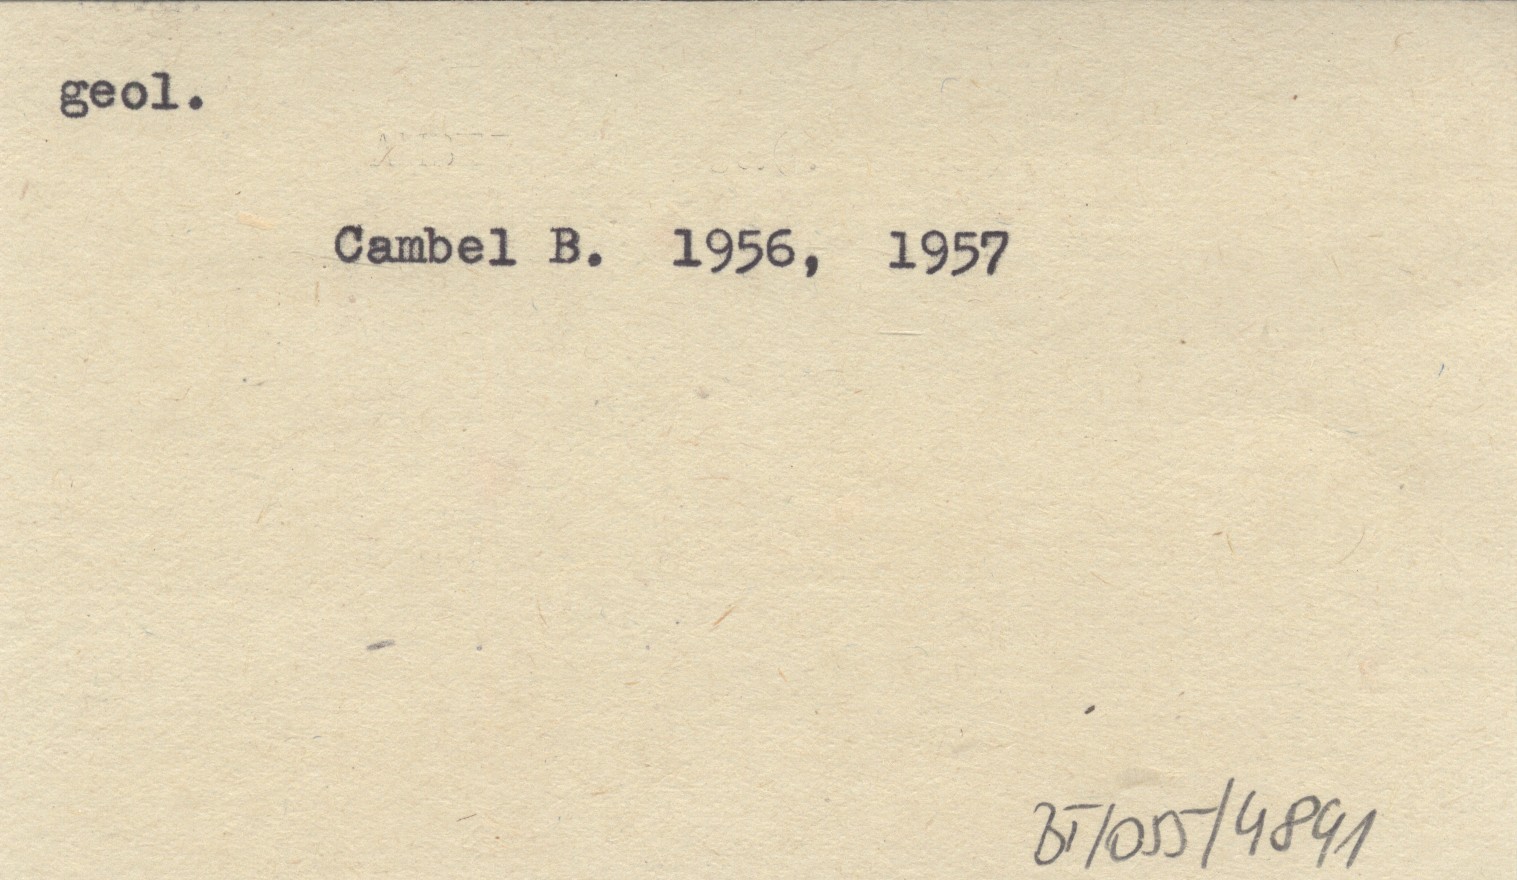 geol.
Cambel B. 1956, 1957
BT/055/4891